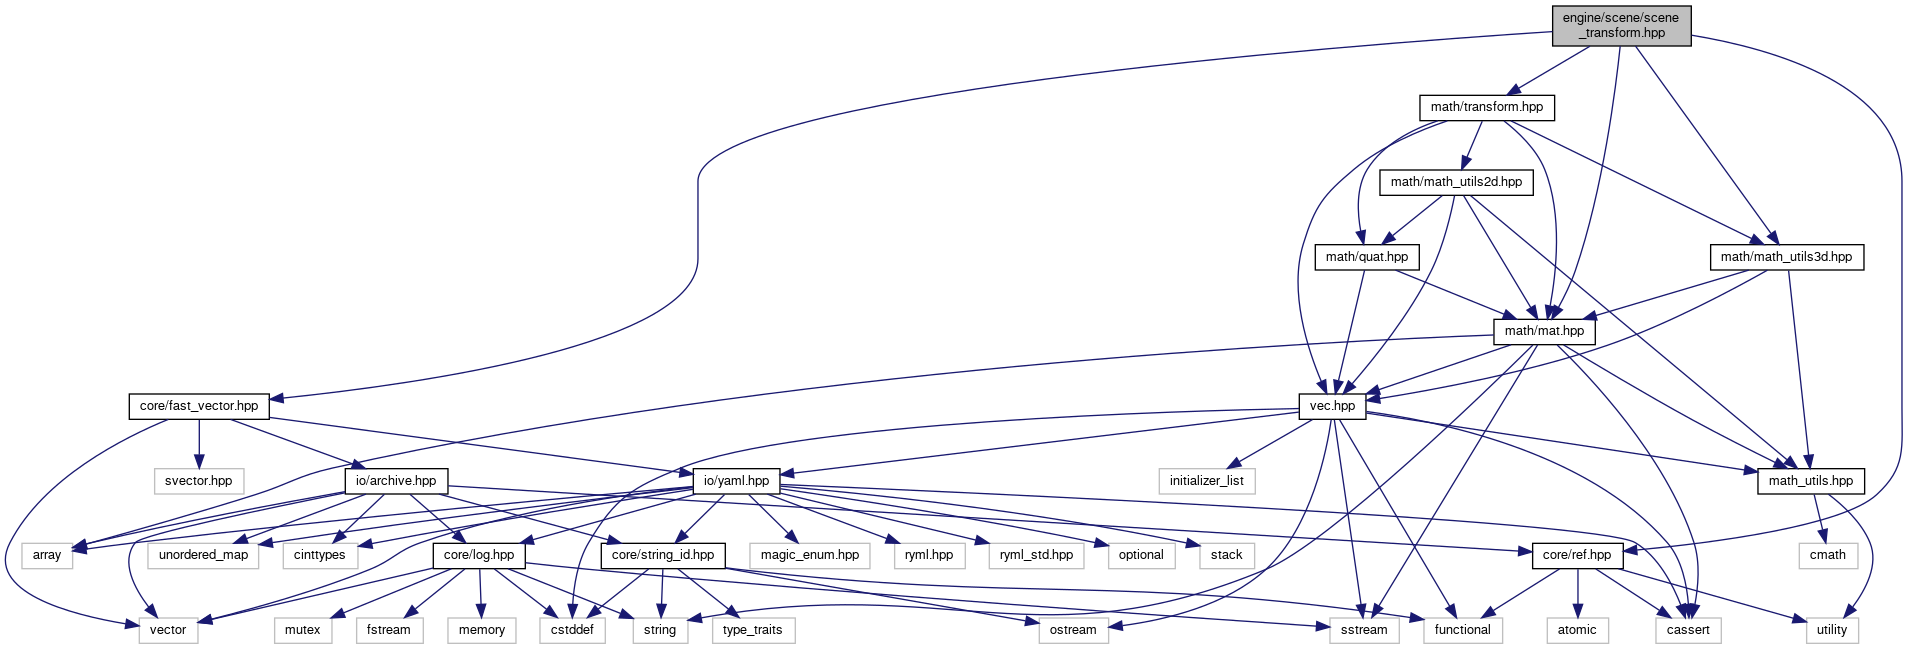 engine/scene/scene
_transform.hpp
math/transform.hpp
math/math_utils2d.hpp
math/quat.hpp
math/math_utils3d.hpp
math/mat.hpp
core/fast_vector.hpp
vec.hpp
svector.hpp
io/archive.hpp
io/yaml.hpp
initializer_list
math_utils.hpp
array
unordered_map
cinttypes
core/log.hpp
core/string_id.hpp
magic_enum.hpp
ryml.hpp
ryml_std.hpp
optional
stack
core/ref.hpp
cmath
vector
mutex
fstream
memory
cstddef
string
type_traits
ostream
sstream
functional
atomic
cassert
utility